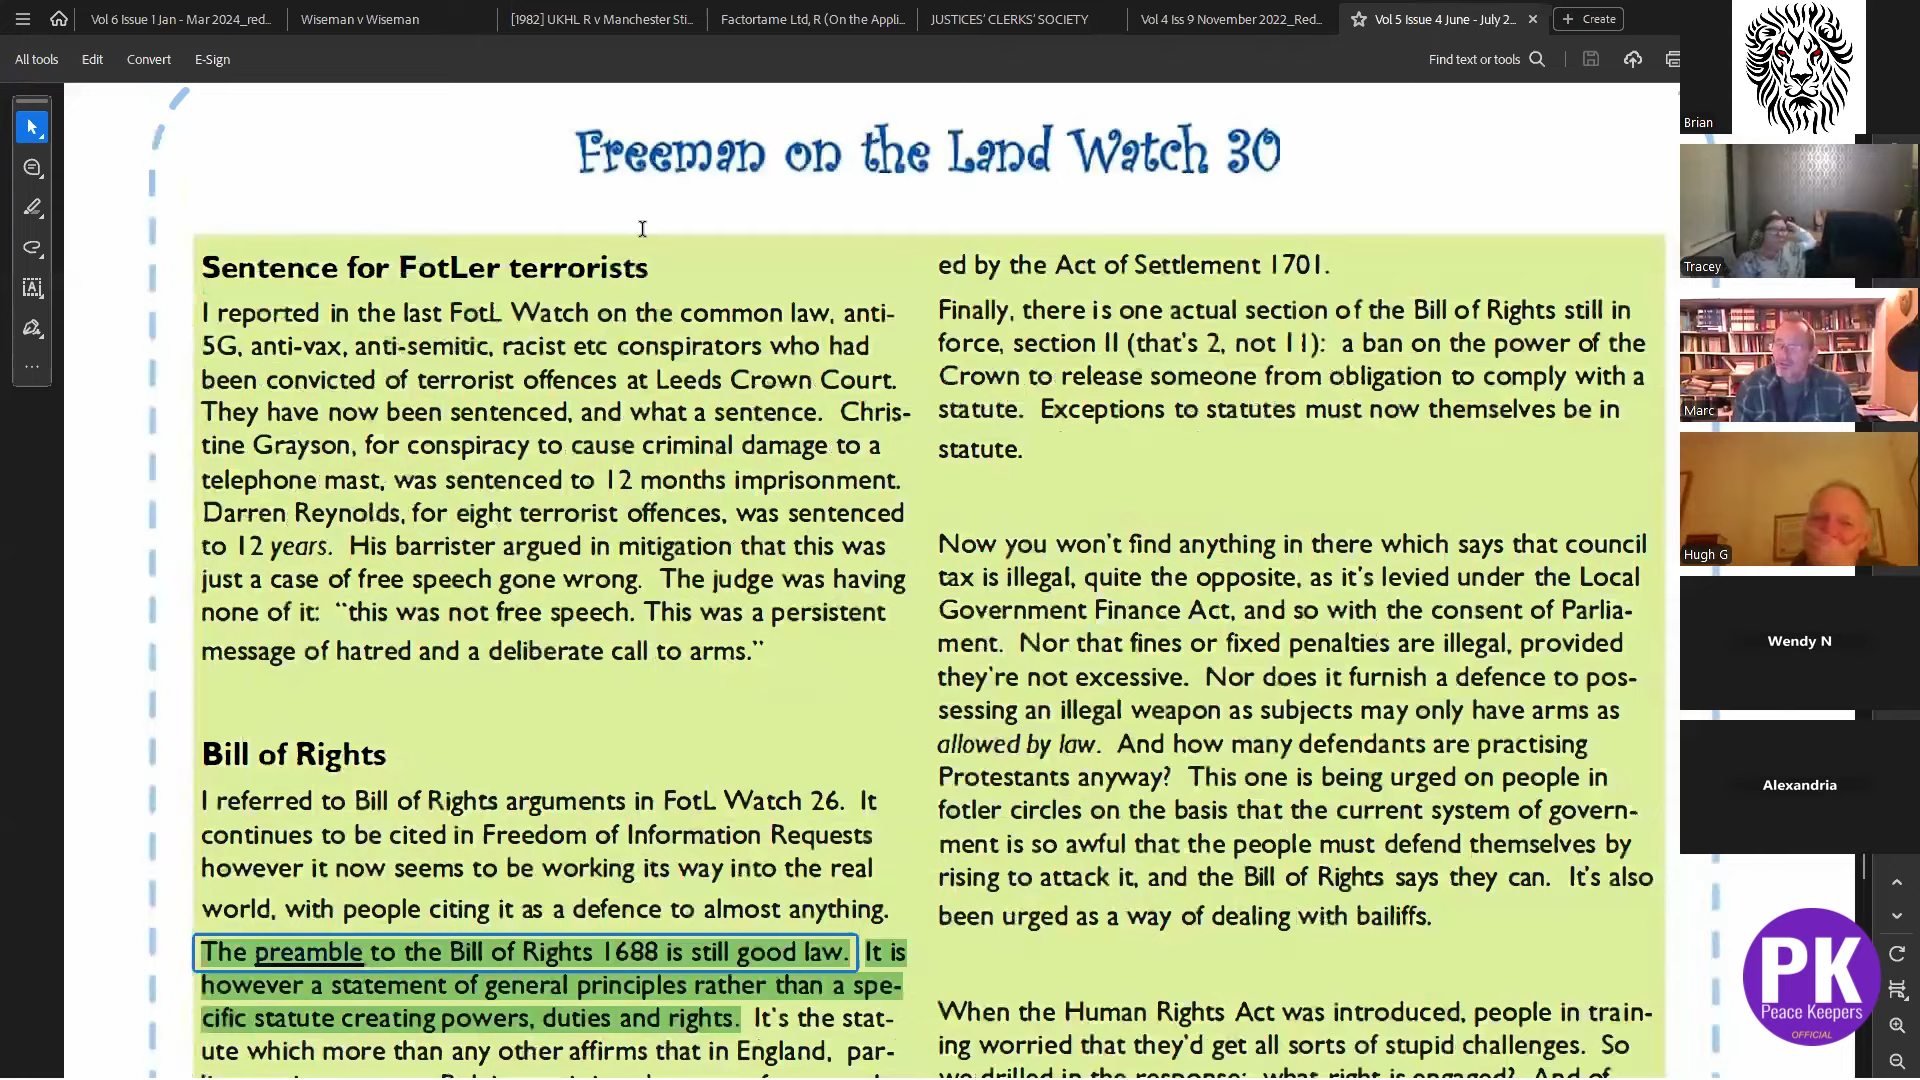 Vol 6 Issue 1 Jan - Mar 2024_red...
Wiseman v Wiseman
[1982] UKHL R v Manchester Sti...
Factortame Ltd, R (On the Appli...
JUSTICES' CLERKS' SOCIETY
Vol 4 Iss 9 November 2022_Red...
Vol 5 Issue 4 June - July 2...
Create
All tools
Edit
Convert
E-Sign
Find text or tools
Freeman on the Land Watch 30
Sentence for FotLer terrorists
I reported in the last FotL Watch on the common law, anti-
5G, anti-vax, anti-semitic, racist etc conspirators who had
been convicted of terrorist offences at Leeds Crown Court.
They have now been sentenced, and what a sentence. Chris-
tine Grayson, for conspiracy to cause criminal damage to a
telephone mast, was sentenced to 12 months imprisonment.
Darren Reynolds, for eight terrorist offences, was sentenced
to 12 years. His barrister argued in mitigation that this was
just a case of free speech gone wrong. The judge was having
none of it: "this was not free speech. This was a persistent
message of hatred and a deliberate call to arms."
Bill of Rights
I referred to Bill of Rights arguments in FotL Watch 26. It
continues to be cited in Freedom of Information Requests
however it now seems to be working its way into the real
world, with people citing it as a defence to almost anything.
The preamble to the Bill of Rights 1688 is still good law. It is
however a statement of general principles rather than a spe-
cific statute creating powers, duties and rights. It's the stat-
ute which more than any other affirms that in England, par-
ed by the Act of Settlement 1701.
Finally, there is one actual section of the Bill of Rights still in
force, section II (that's 2, not 11): a ban on the power of the
Crown to release someone from obligation to comply with a
statute. Exceptions to statutes must now themselves be in
statute.
Now you won't find anything in there which says that council
tax is illegal, quite the opposite, as it's levied under the Local
Government Finance Act, and so with the consent of Parlia-
ment. Nor that fines or fixed penalties are illegal, provided
they're not excessive. Nor does it furnish a defence to pos-
sessing an illegal weapon as subjects may only have arms as
allowed by law. And how many defendants are practising
Protestants anyway? This one is being urged on people in
fotler circles on the basis that the current system of govern-
ment is so awful that the people must defend themselves by
rising to attack it, and the Bill of Rights says they can. It's also
been urged as a way of dealing with bailiffs.
When the Human Rights Act was introduced, people in train-
ing worried that they'd get all sorts of stupid challenges. So
we drilled in the response: what right is engaged? And of
Brian
Tracey
Marc
Hugh G
Wendy N
Alexandria
PK
Peace Keepers
OFFICIAL